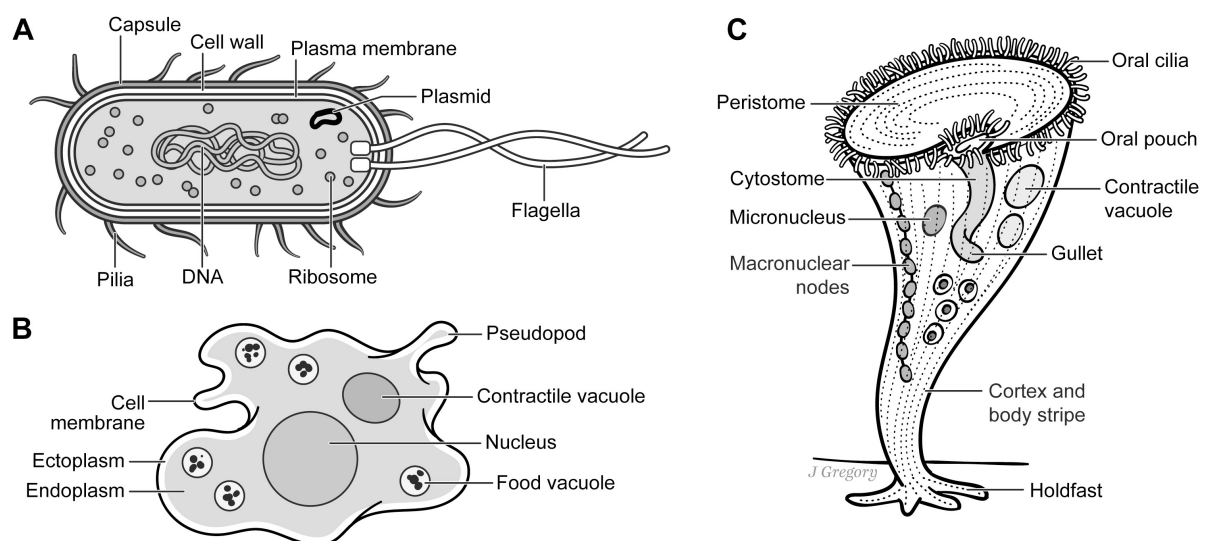 A
Capsule
Cell wall
Plasma membrane
Plasmid
Flagella
Pilia
DNA
Ribosome
B
Pseudopod
Contractile vacuole
Cell
membrane
Nucleus
Ectoplasm
Endoplasm
Food vacuole
C
Oral cilia
Peristome
Oral pouch
Cytostome
Contractile
vacuole
Micronucleus
Gullet
Macronuclear
nodes
Cortex and
body stripe
J Gregory
Holdfast